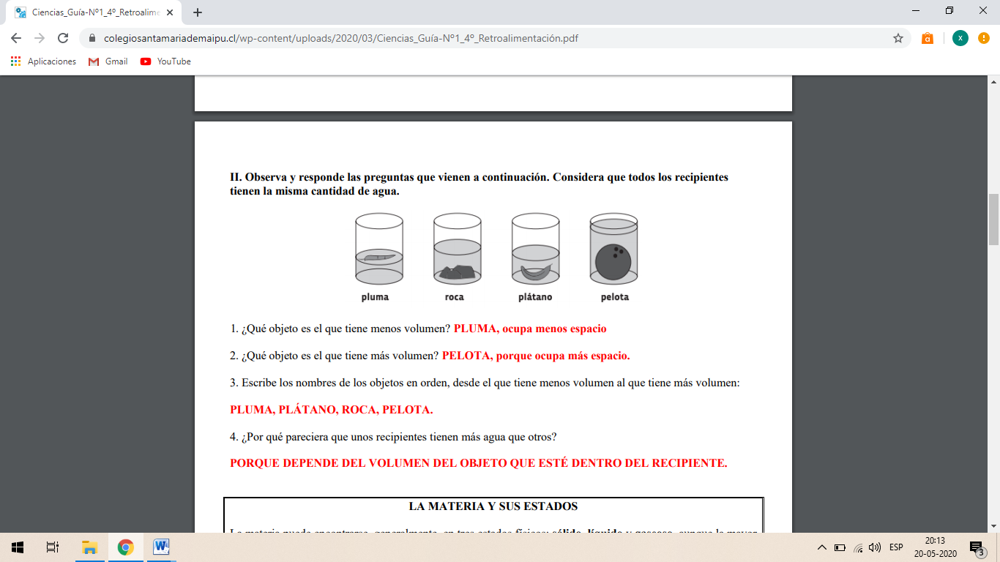 Ciencias_Guía-Nº1_4º_Retroalime
colegiosantamariademaipu.cl/wp-content/uploads/2020/03/Ciencias_Guía-Nº1_4º_Retroalimentación.pdf
x
Aplicaciones
Gmail
YouTube
II. Observa y responde las preguntas que vienen a continuación. Considera que todos los recipientes
tienen la misma cantidad de agua.
pluma roca plátano pelota
1. ¿Qué objeto es el que tiene menos volumen? PLUMA, ocupa menos espacio
2. ¿Qué objeto es el que tiene más volumen? PELOTA, porque ocupa más espacio.
3. Escribe los nombres de los objetos en orden, desde el que tiene menos volumen al que tiene más volumen:
PLUMA, PLÁTANO, ROCA, PELOTA.
4. ¿Por qué pareciera que unos recipientes tienen más agua que otros?
PORQUE DEPENDE DEL VOLUMEN DEL OBJETO QUE ESTÉ DENTRO DEL RECIPIENTE.
LA MATERIA Y SUS ESTADOS
La materia puede encontrarse, generalmente, en tres estados físicos: sólido, líquido y gaseoso, aunque la mayor
ESP
20:13
20-05-2020
3